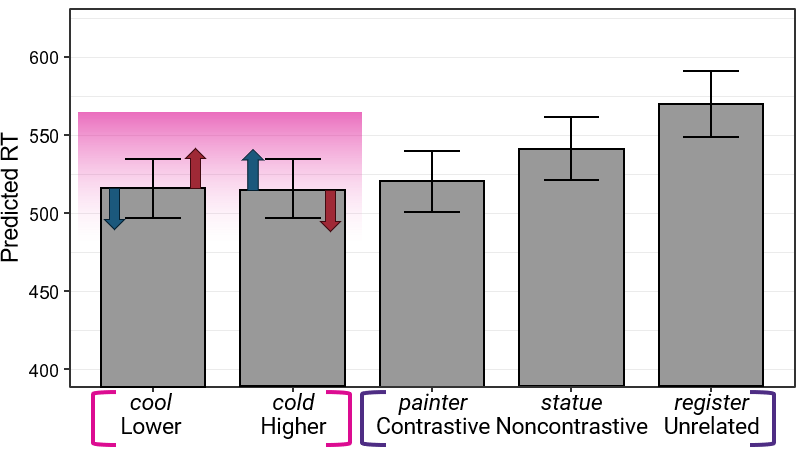 Predicted RT
600
550
500
450
400
cool cold painter statue register
Lower Higher Contrastive Noncontrastive Unrelated